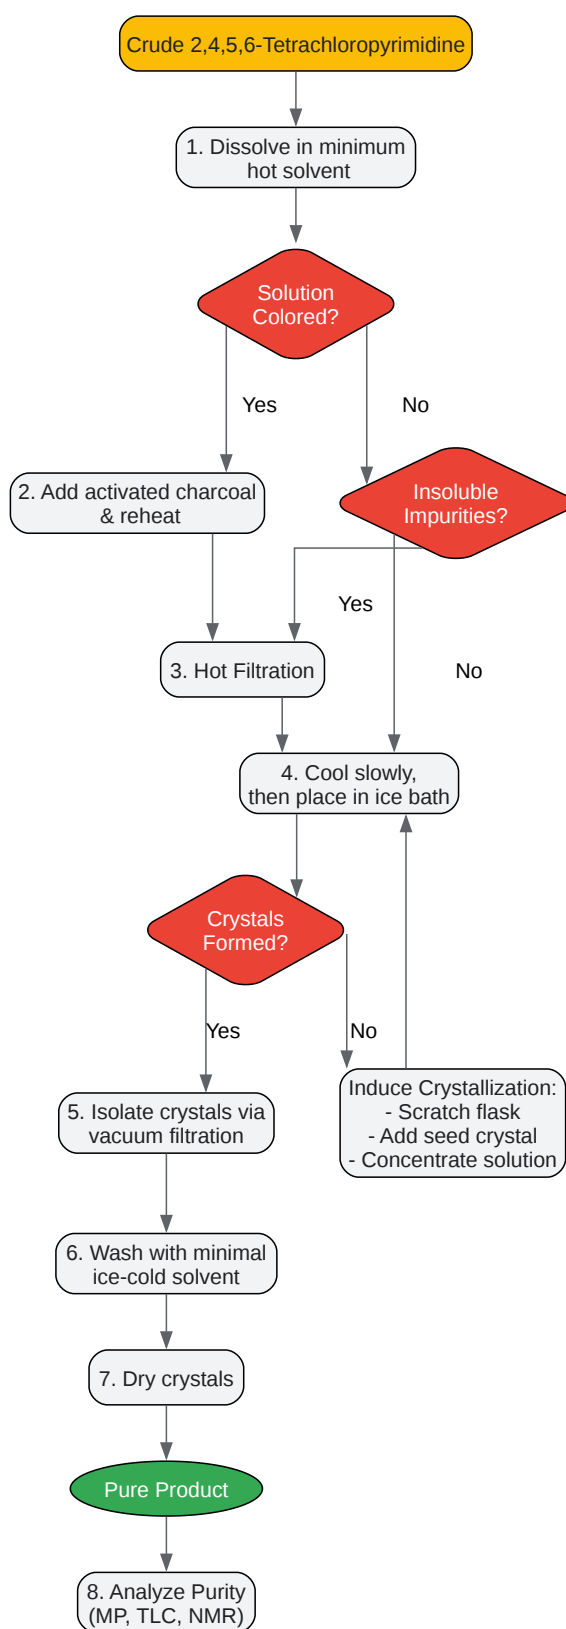 Crude 2,4,5,6-Tetrachloropyrimidine
1. Dissolve in minimum
hot solvent
Solution
Colored?
Yes
No
2. Add activated charcoal
& reheat
Insoluble
Impurities?
Yes
3. Hot Filtration
No
4. Cool slowly,
then place in ice bath
Crystals
Formed?
Yes
No
5. Isolate crystals via
vacuum filtration
Induce Crystallization:
- Scratch flask
- Add seed crystal
- Concentrate solution
6. Wash with minimal
ice-cold solvent
7. Dry crystals
Pure Product
8. Analyze Purity
(MP, TLC, NMR)